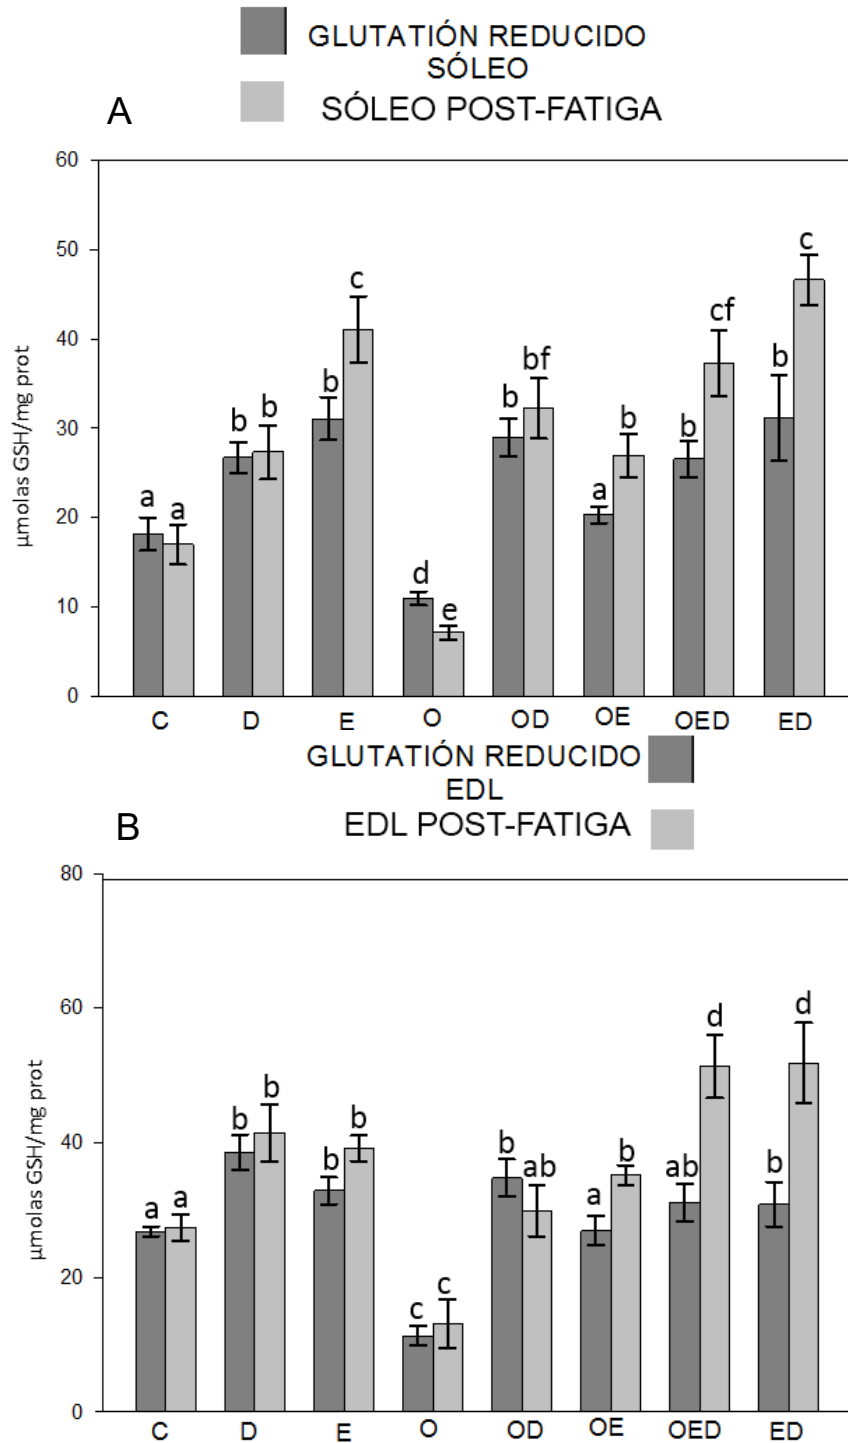 GLUTATIÓN REDUCIDO
SÓLEO
A
SÓLEO POST-FATIGA
µmolas GSH/mg prot
60
50
40
30
20
10
0
a a
b b
b c
d e
b bf
a b
b cf
b c
C D E O OD OE OED ED
GLUTATIÓN REDUCIDO
EDL
B
EDL POST-FATIGA
µmolas GSH/mg prot
80
60
40
20
0
a a
b b
b b
c c
b ab
a b
ab d
b d
C D E O OD OE OED ED